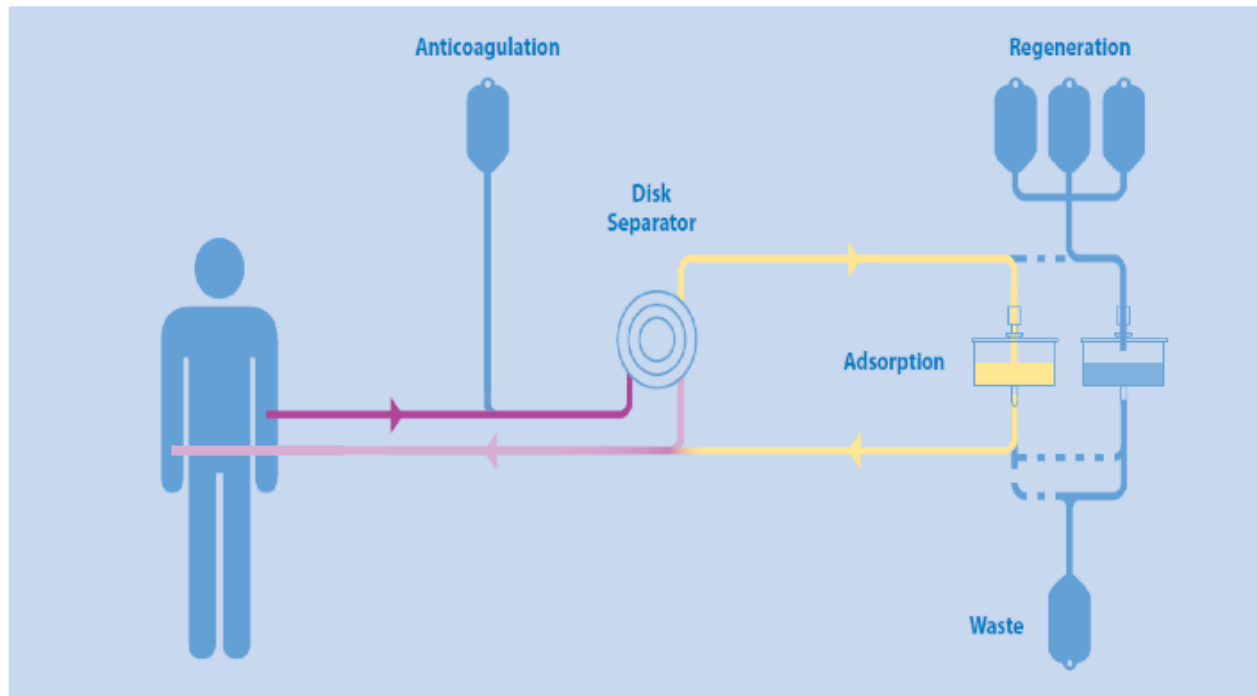 Anticoagulation
Regeneration
Disk
Separator
Adsorption
Waste